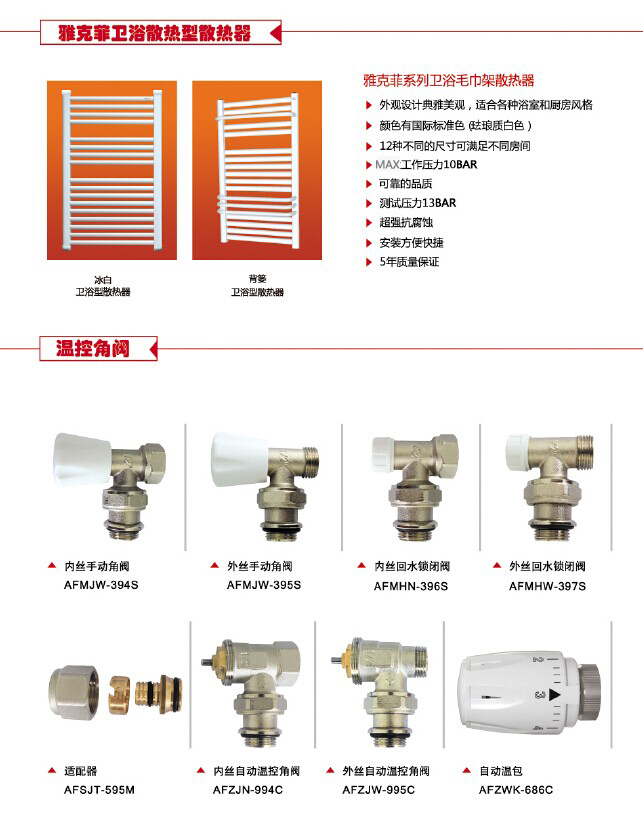 雅克菲卫浴散热型散热器
雅克菲系列卫浴毛巾架散热器
外观设计典雅美观，适合各种浴室和厨房风格
颜色有国际标准色(珐琅质白色)
12种不同的尺寸可满足不同房间
MAX工作压力10BAR
可靠的品质
测试压力13BAR
超强抗腐蚀
安装方便快捷
5年质量保证
冰白
卫浴型散热器
背篓
卫浴型散热器
温控角阀
内丝手动角阀
AFMJW-394S
外丝手动角阀
AFMJW-395S
内丝回水锁闭阀
AFMHN-396S
外丝回水锁闭阀
AFMHW-397S
2
3
4
适配器
AFSJT-595M
内丝自动温控角阀
AFZJN-994C
外丝自动温控角阀
AFZJW-995C
自动温包
AFZWK-686C